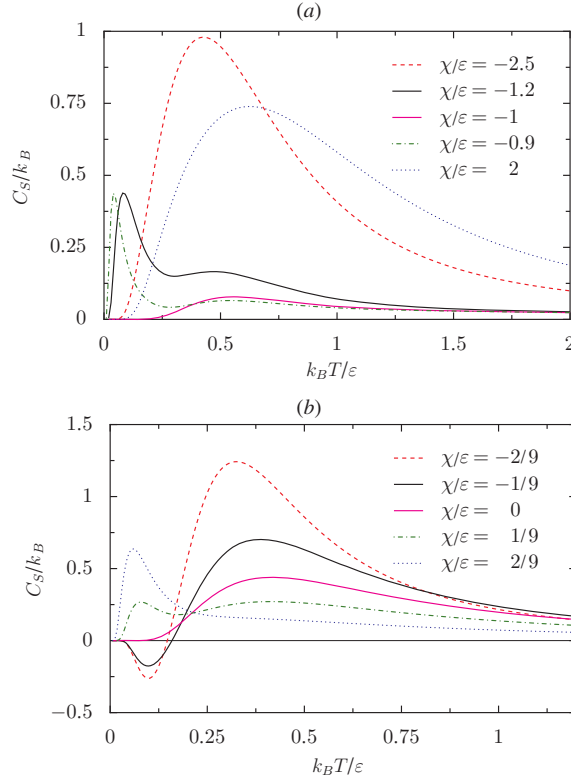 (a)
1
0.75
0.5
0.25
0
C_S/k_B
χ/ε = −2.5
χ/ε = −1.2
χ/ε = −1
χ/ε = −0.9
χ/ε = 2
0 0.5 1 1.5 2
k_BT/ε
(b)
1.5
1
0.5
0
−0.5
C_S/k_B
χ/ε = −2/9
χ/ε = −1/9
χ/ε = 0
χ/ε = 1/9
χ/ε = 2/9
0 0.25 0.5 0.75 1
k_BT/ε